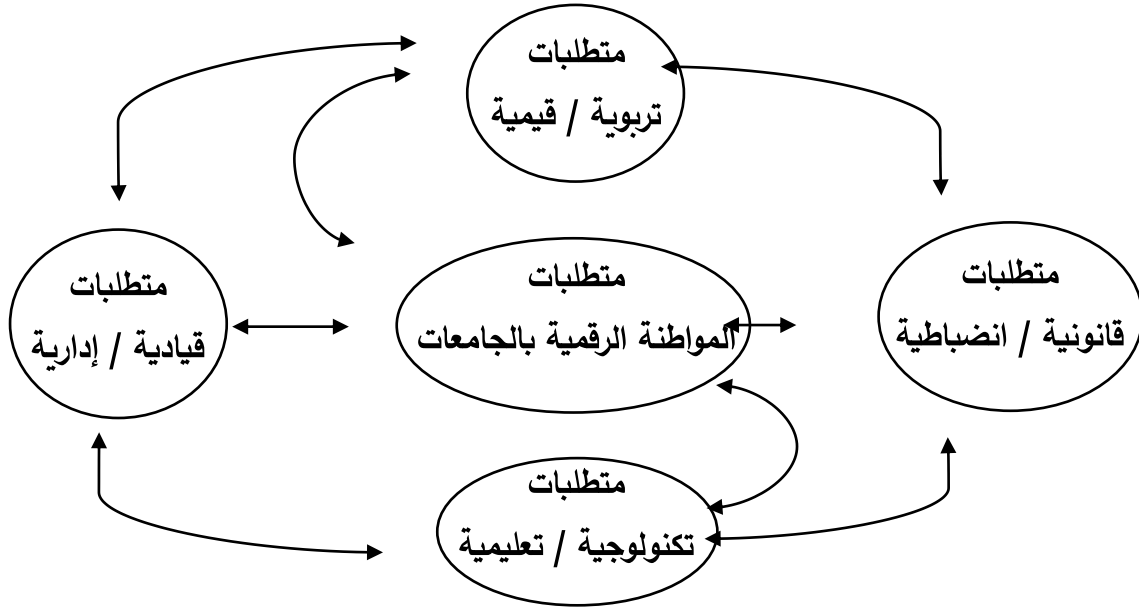 متطلبات
تربوية / قيمية
متطلبات
قانونية / انضباطية
متطلبات
المواطنة الرقمية بالجامعات
متطلبات
قيادية / إدارية
متطلبات
تكنولوجية / تعليمية